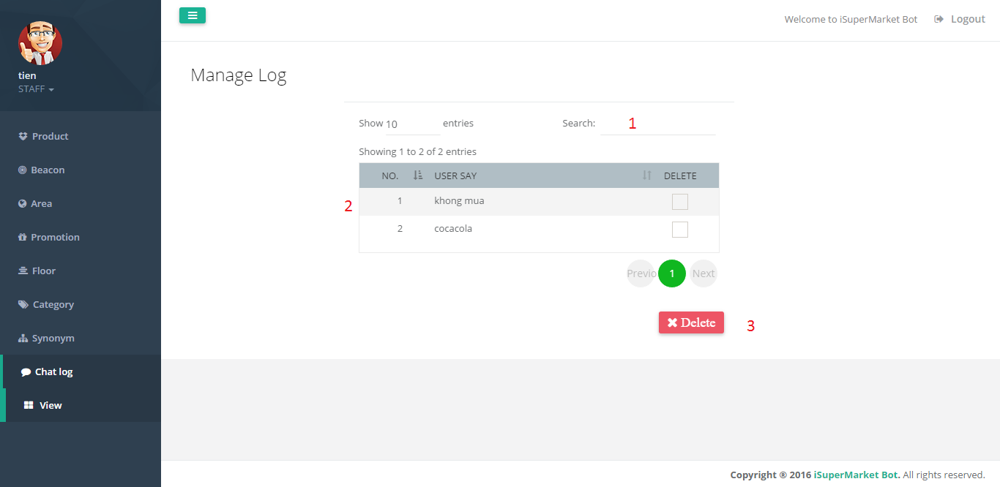 Welcome to iSuperMarket Bot Logout
tien
STAFF
Product
Beacon
Area
Promotion
Floor
Category
Synonym
Chat log
View
Manage Log
Show 10 entries Search: 1
Showing 1 to 2 of 2 entries
NO. USER SAY DELETE
2
1 khong mua
2 cocacola
Previo 1 Next
Delete 3
Copyright ® 2016 iSuperMarket Bot. All rights reserved.